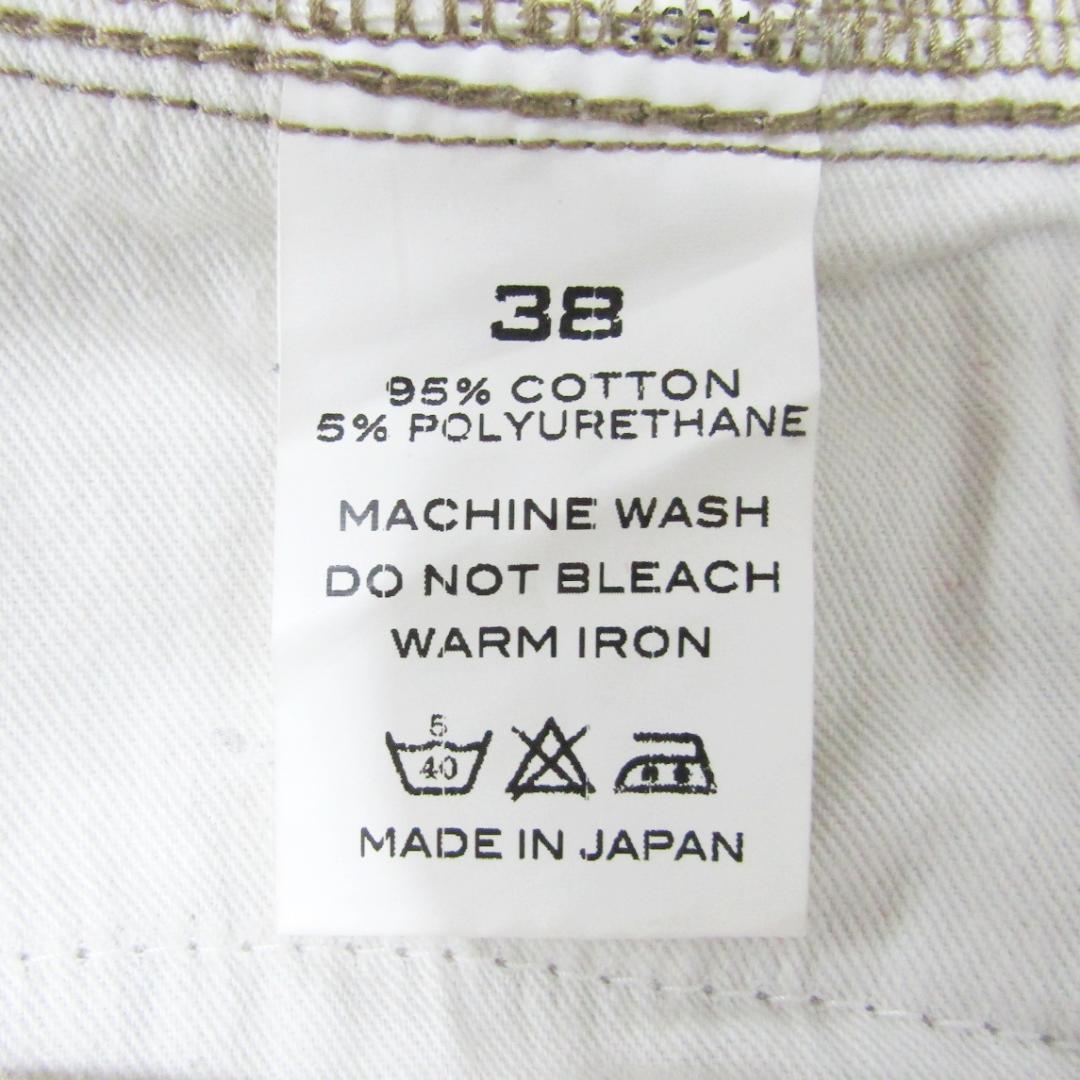 38
95% COTTON
5% POLYURETHANE
MACHINE WASH
DO NOT BLEACH
WARM IRON
5
40
MADE IN JAPAN